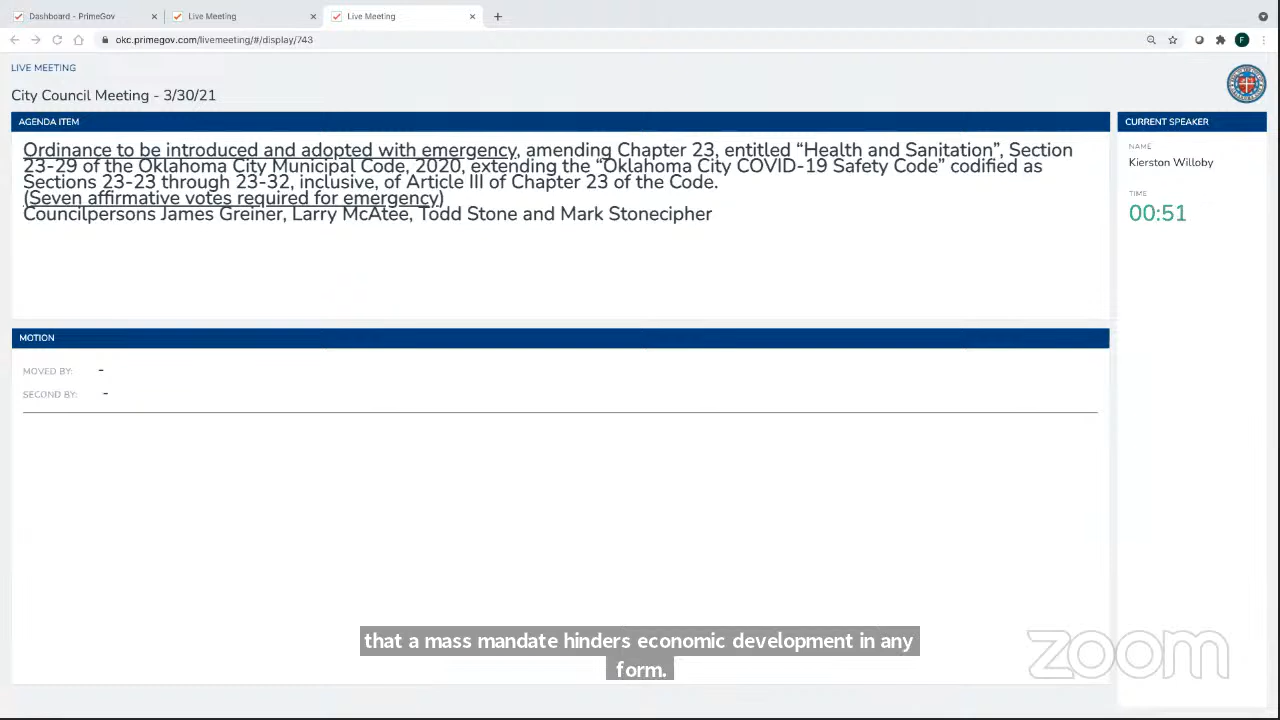 Dashboard - PrimeGov
Live Meeting
Live Meeting
okc.primegov.com/livemeeting/#/display/743
F
LIVE MEETING
City Council Meeting - 3/30/21
AGENDA ITEM
Ordinance to be introduced and adopted with emergency, amending Chapter 23, entitled “Health and Sanitation”, Section
23-29 of the Oklahoma City Municipal Code, 2020, extending the “Oklahoma City COVID-19 Safety Code” codified as
Sections 23-23 through 23-32, inclusive, of Article III of Chapter 23 of the Code.
(Seven affirmative votes required for emergency)
Councilpersons James Greiner, Larry McAtee, Todd Stone and Mark Stonecipher
CURRENT SPEAKER
NAME
Kierston Willoby
TIME
00:51
MOTION
MOVED BY: -
SECOND BY: -
that a mass mandate hinders economic development in any
form.
zoom